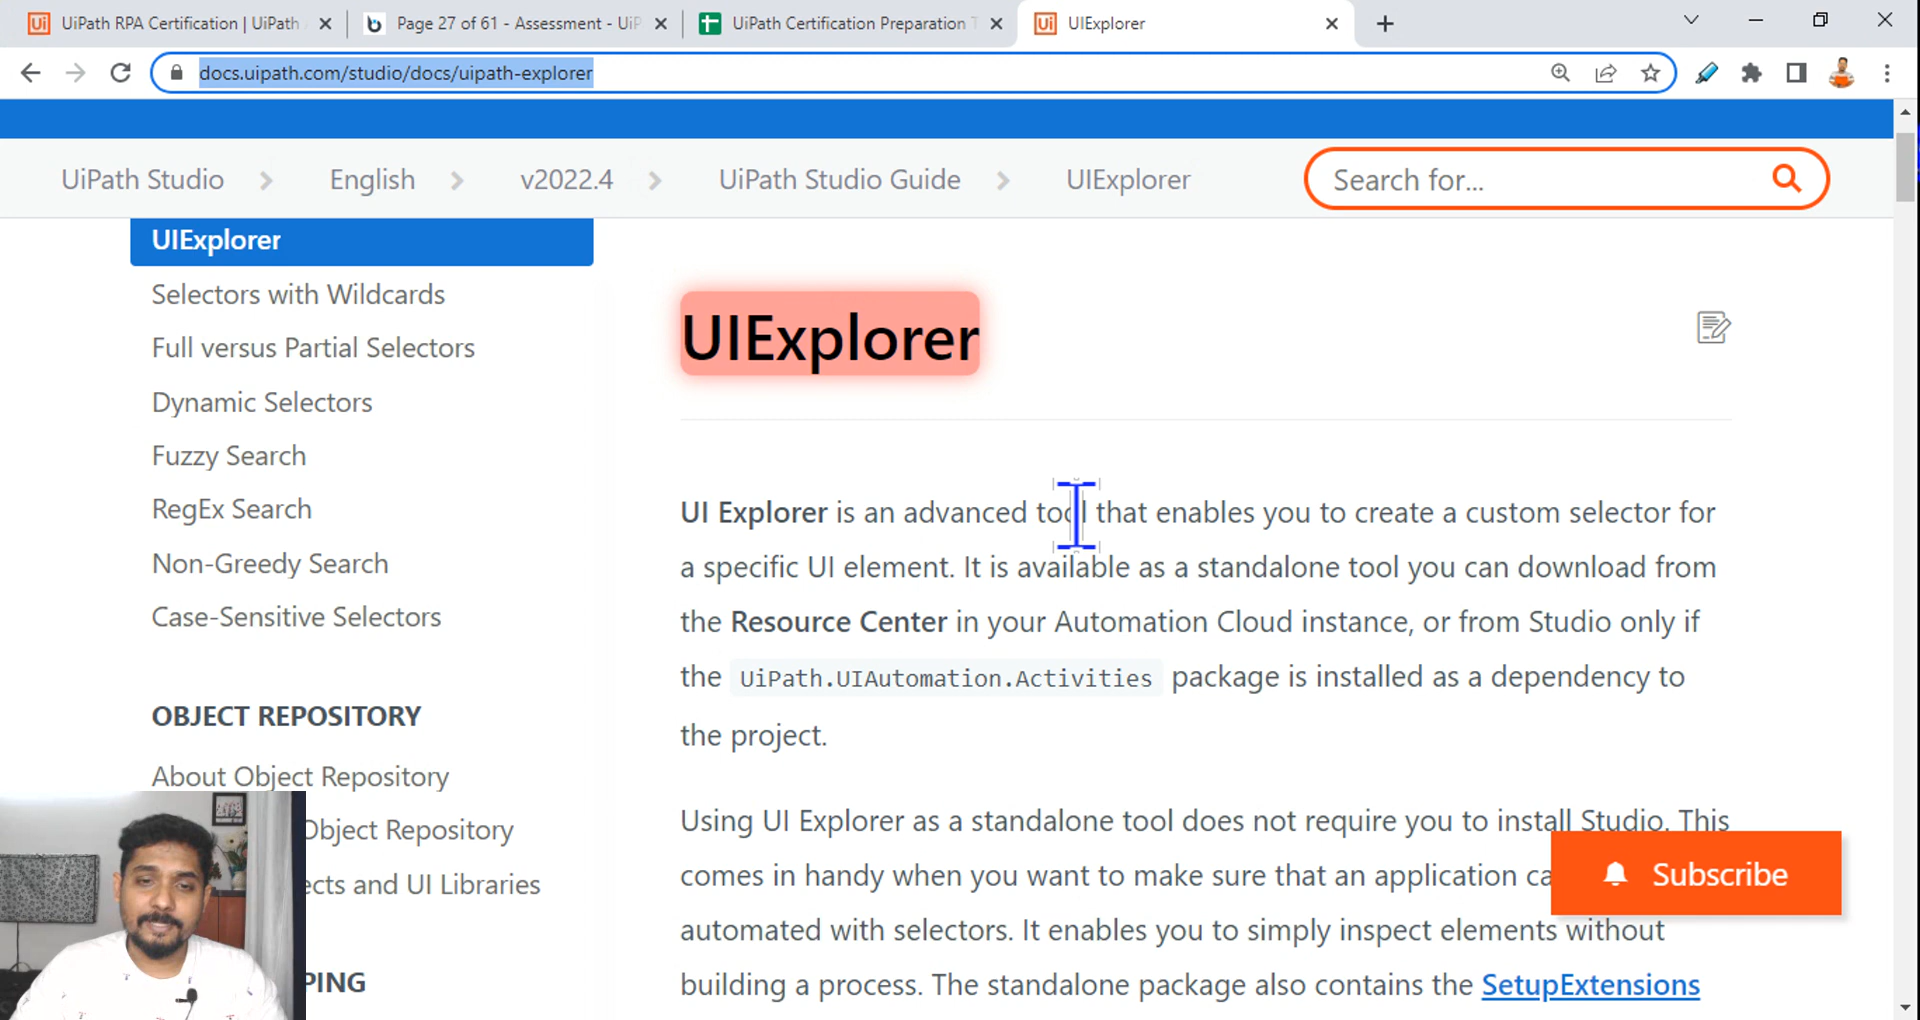 UiPath RPA Certification | UiPath
Page 27 of 61 - Assessment - UiP
UiPath Certification Preparation T
UIExplorer
docs.uipath.com/studio/docs/uipath-explorer
UiPath Studio > English > v2022.4 > UiPath Studio Guide > UIExplorer
Search for...
UIExplorer
Selectors with Wildcards
Full versus Partial Selectors
Dynamic Selectors
Fuzzy Search
RegEx Search
Non-Greedy Search
Case-Sensitive Selectors
OBJECT REPOSITORY
About Object Repository
Object Repository
ects and UI Libraries
PING
UIExplorer
UI Explorer is an advanced tool that enables you to create a custom selector for
a specific UI element. It is available as a standalone tool you can download from
the Resource Center in your Automation Cloud instance, or from Studio only if
the UiPath.UIAutomation.Activities package is installed as a dependency to
the project.
Using UI Explorer as a standalone tool does not require you to install Studio. This
comes in handy when you want to make sure that an application ca
automated with selectors. It enables you to simply inspect elements without
building a process. The standalone package also contains the SetupExtensions
Subscribe